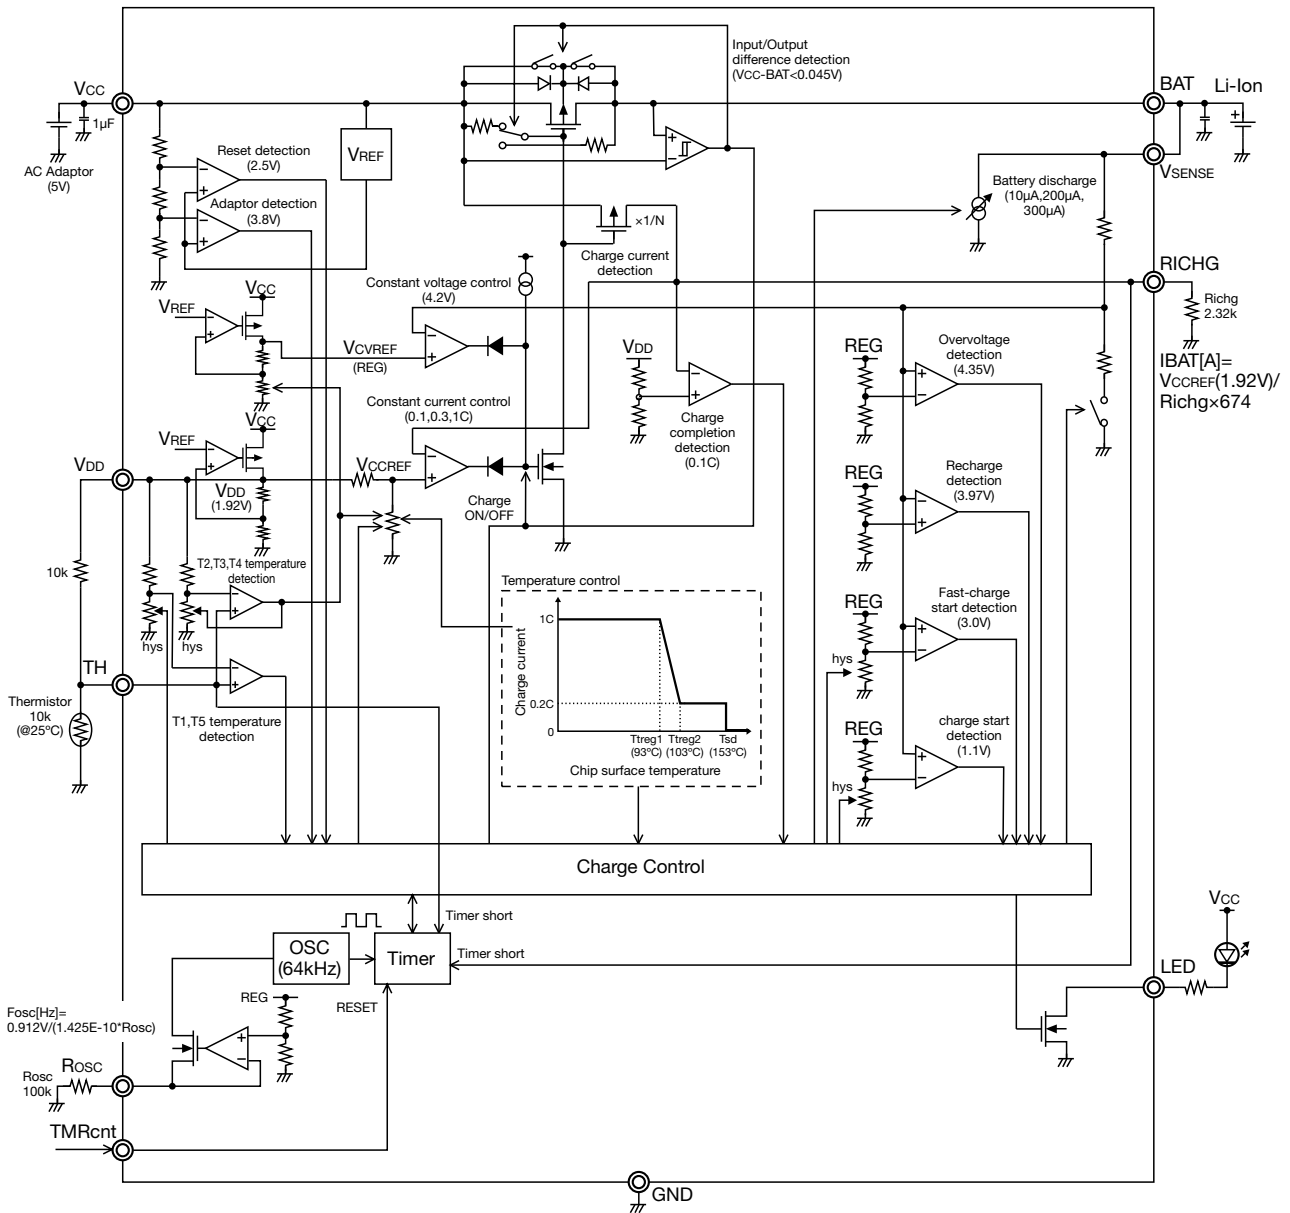 Input/Output
difference detection
(VCC-BAT<0.045V)
VCC
1µF
AC Adaptor
(5V)
Reset detection
(2.5V)
Adaptor detection
(3.8V)
VREF
BAT
Li-Ion
+
VSENSE
Battery discharge
(10µA,200µA,
300µA)
×1/N
Charge current
detection
RICHG
Richg
2.32k
IBAT[A]=
VCCREF(1.92V)/
Richg×674
VREF
VCC
Constant voltage control
(4.2V)
VCVREF
(REG)
VDD
Charge
completion
detection
(0.1C)
REG
Overvoltage
detection
(4.35V)
Constant current control
(0.1,0.3,1C)
VREF
VCC
VDD
VDD
(1.92V)
VCCREF
Charge
ON/OFF
REG
Recharge
detection
(3.97V)
10k
T2,T3,T4 temperature
detection
hys
hys
TH
Thermistor
10k
(@25ºC)
T1,T5 temperature
detection
Temperature control
Charge current
1C
0.2C
0
Ttreg1
(93ºC)
Ttreg2
(103ºC)
Tsd
(153ºC)
Chip surface temperature
REG
Fast-charge
start detection
(3.0V)
hys
REG
charge start
detection
(1.1V)
hys
Charge Control
Timer short
OSC
(64kHz)
Timer
Timer short
RESET
REG
VCC
LED
Fosc[Hz]=
0.912V/(1.425E-10*Rosc)
Rosc
100k
ROSC
TMRcnt
GND